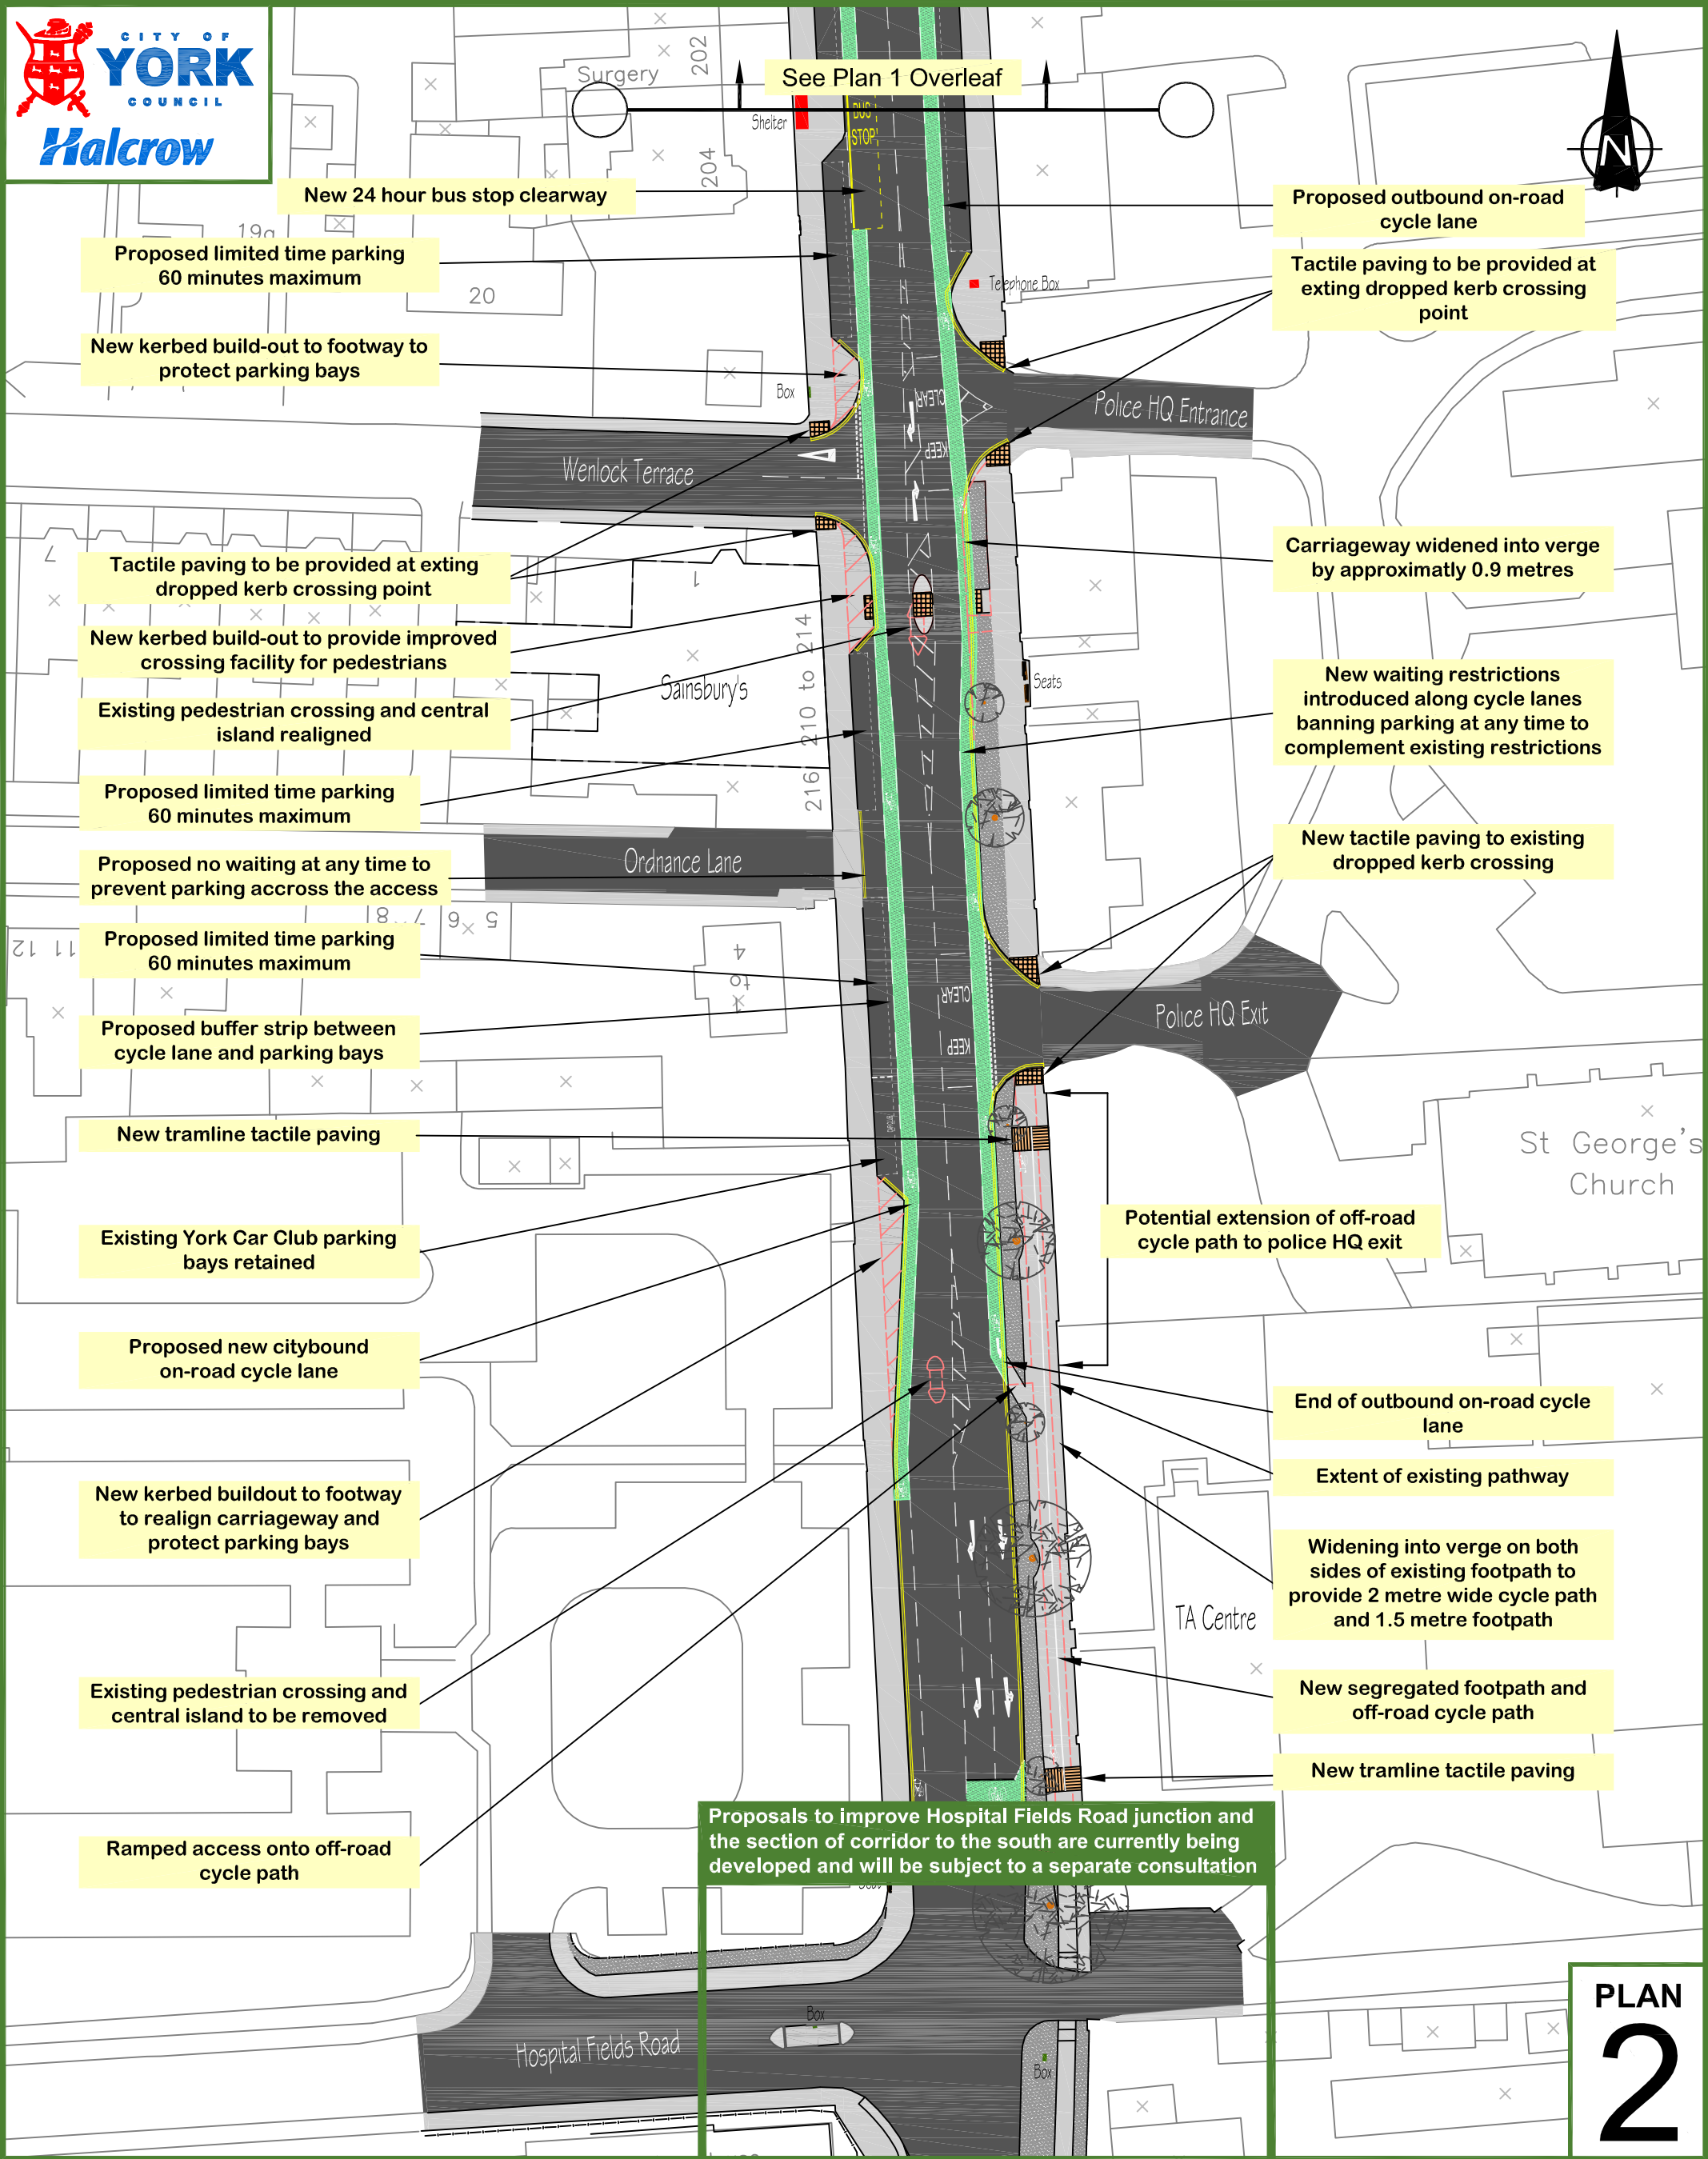 CITY OF
YORK
COUNCIL
Halcrow
See Plan 1 Overleaf
Surgery
202
204
Shelter
BUS
STOP
N
New 24 hour bus stop clearway
Proposed limited time parking
60 minutes maximum
20
New kerbed build-out to footway to
protect parking bays
Box
Wenlock Terrace
Proposed outbound on-road
cycle lane
Tactile paving to be provided at
exting dropped kerb crossing
point
Telephone Box
Police HQ Entrance
CLEAR
KEEP
7
1
Tactile paving to be provided at exting
dropped kerb crossing point
New kerbed build-out to provide improved
crossing facility for pedestrians
Existing pedestrian crossing and central
island realigned
Sainsbury's
216 210 to 214
Carriageway widened into verge
by approximatly 0.9 metres
Seats
New waiting restrictions
introduced along cycle lanes
banning parking at any time to
complement existing restrictions
Proposed limited time parking
60 minutes maximum
Ordnance Lane
Proposed no waiting at any time to
prevent parking accross the access
New tactile paving to existing
dropped kerb crossing
12 11
8 7
6 5
Proposed limited time parking
60 minutes maximum
1 to 4
CLEAR
KEEP
Police HQ Exit
Proposed buffer strip between
cycle lane and parking bays
New tramline tactile paving
St George's
Church
Existing York Car Club parking
bays retained
Potential extension of off-road
cycle path to police HQ exit
Proposed new citybound
on-road cycle lane
End of outbound on-road cycle
lane
Extent of existing pathway
New kerbed buildout to footway
to realign carriageway and
protect parking bays
Widening into verge on both
sides of existing footpath to
provide 2 metre wide cycle path
and 1.5 metre footpath
TA Centre
Existing pedestrian crossing and
central island to be removed
New segregated footpath and
off-road cycle path
New tramline tactile paving
Ramped access onto off-road
cycle path
Proposals to improve Hospital Fields Road junction and
the section of corridor to the south are currently being
developed and will be subject to a separate consultation
Box
Hospital Fields Road
Box
PLAN
2